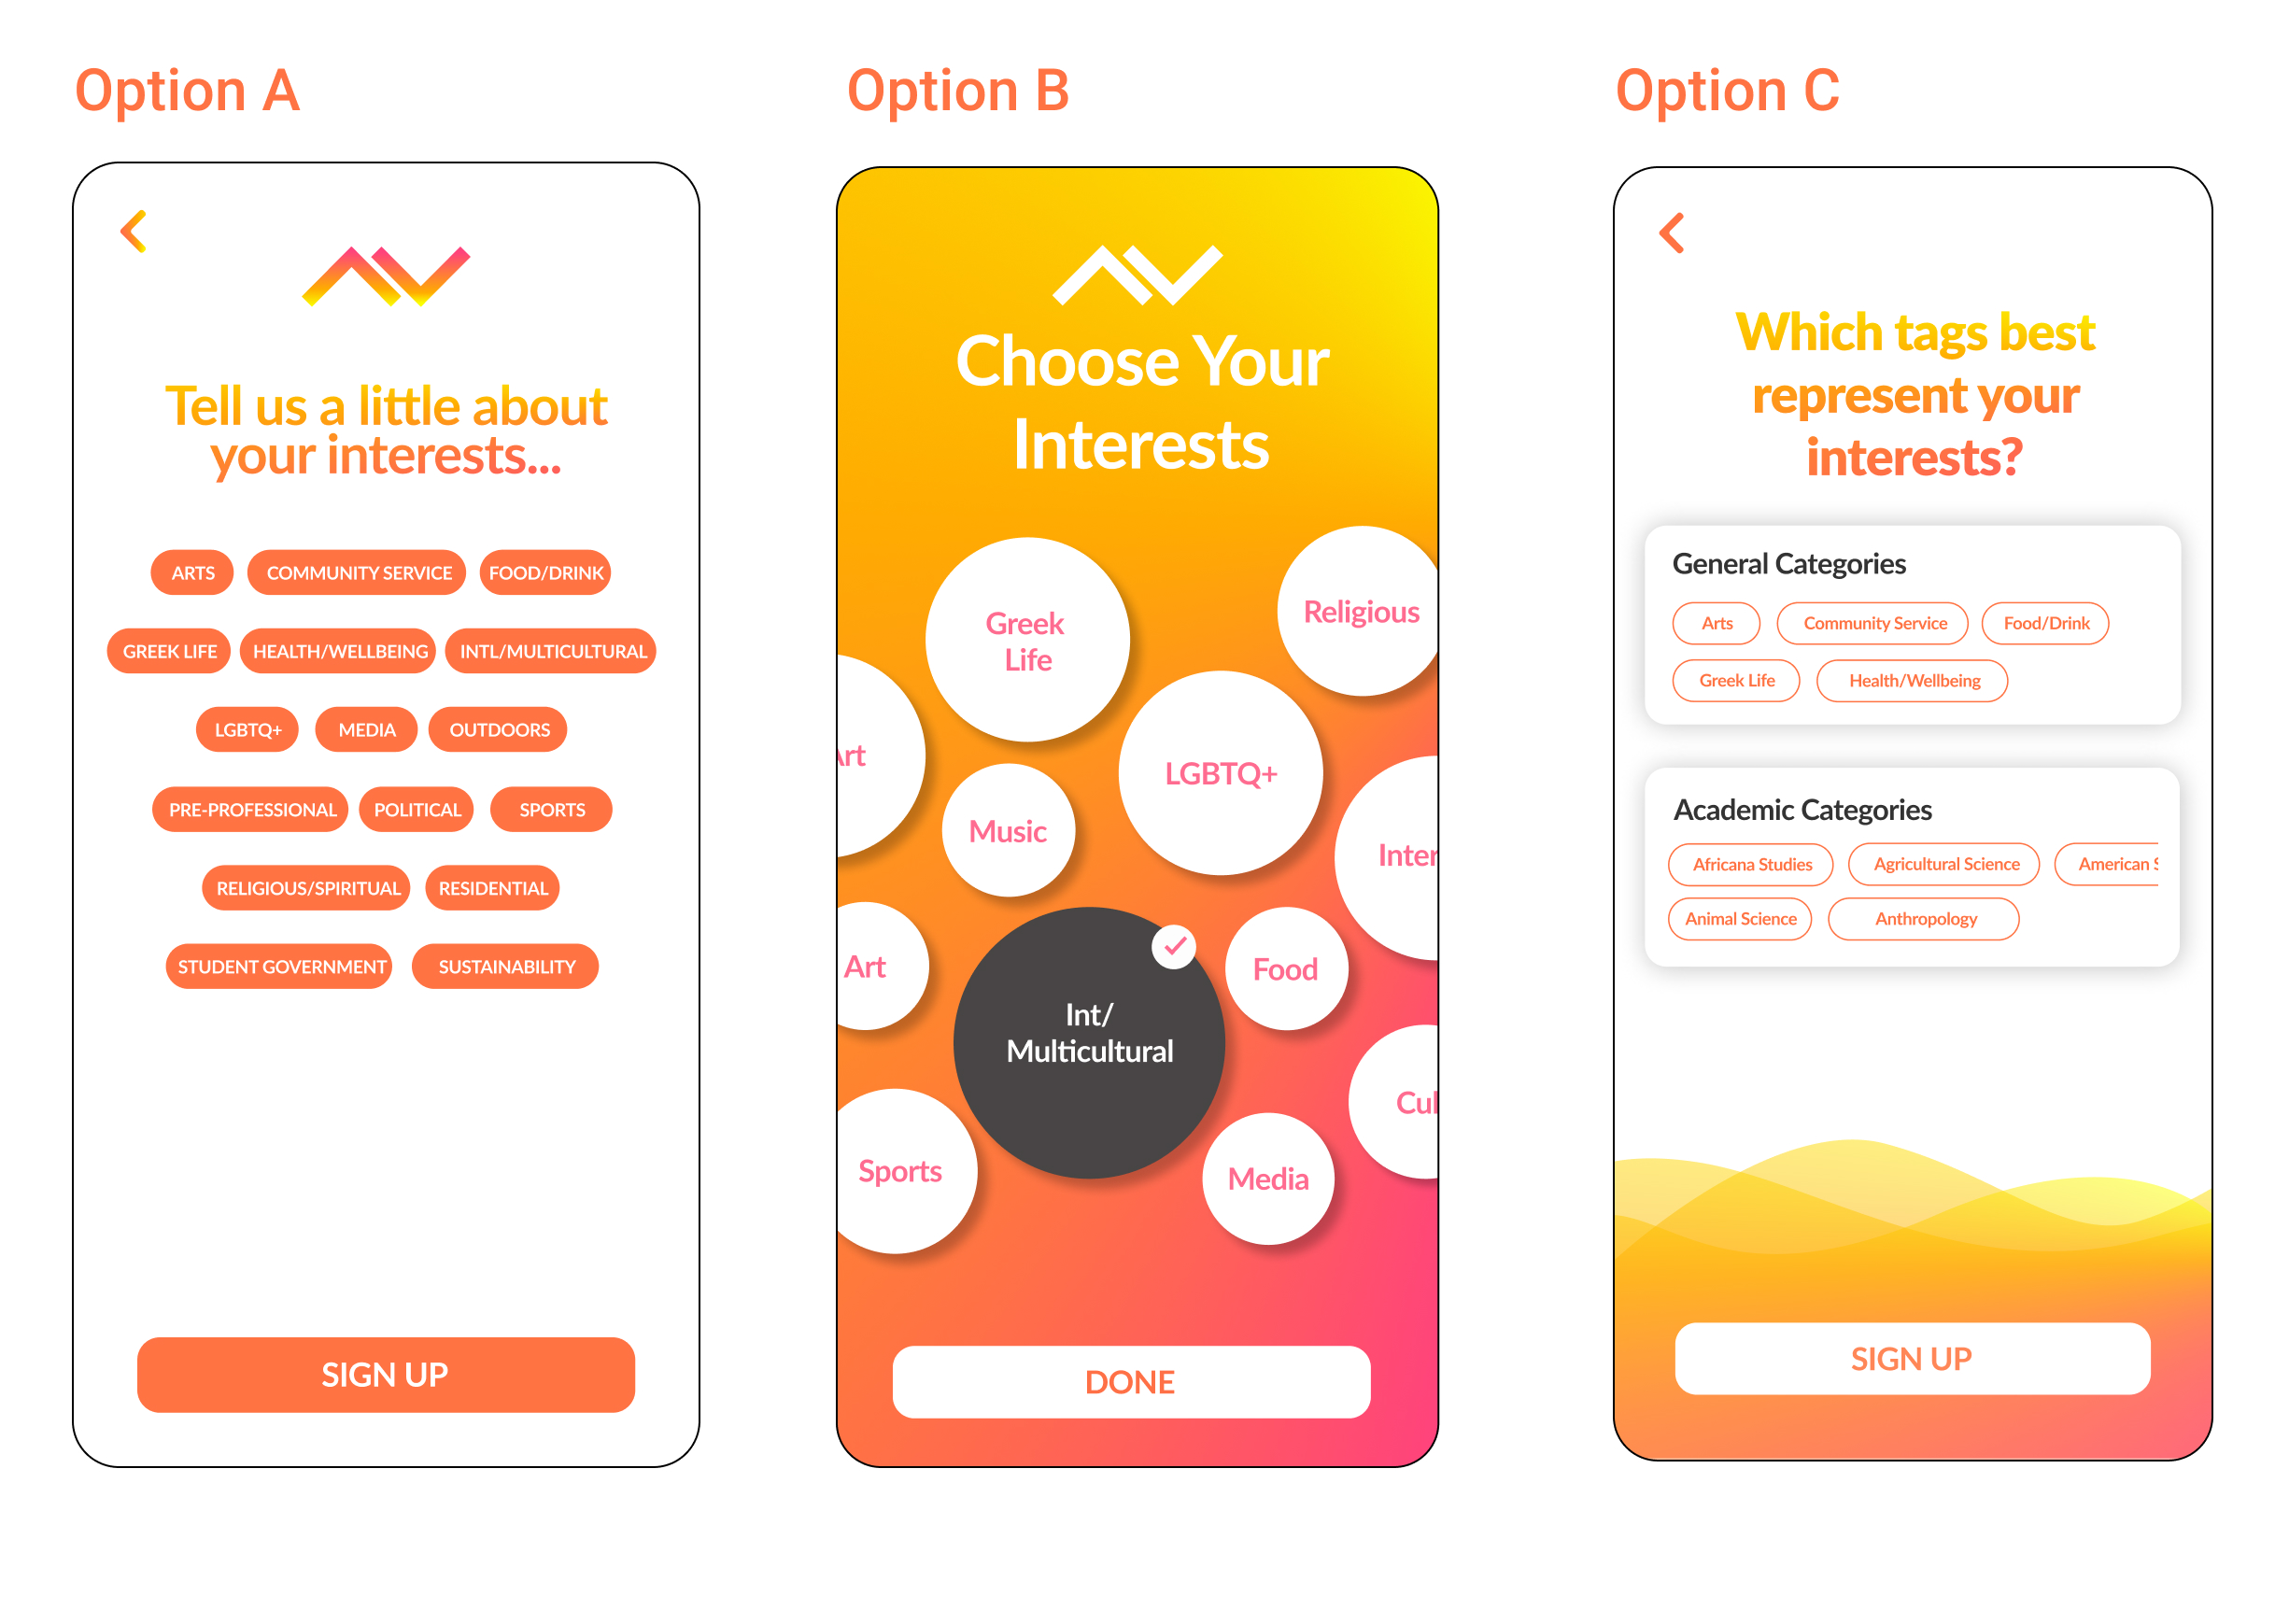 Option A
Tell us a little about
your interests...
ARTS COMMUNITY SERVICE FOOD/DRINK
GREEK LIFE HEALTH/WELLBEING INTL/MULTICULTURAL
LGBTQ+ MEDIA OUTDOORS
PRE-PROFESSIONAL POLITICAL SPORTS
RELIGIOUS/SPIRITUAL RESIDENTIAL
STUDENT GOVERNMENT SUSTAINABILITY
SIGN UP
Option B
Choose Your
Interests
Greek
Life
Religious
Art
LGBTQ+
Music
Inter
Art
Food
Int/
Multicultural
Cul
Sports
Media
DONE
Option C
Which tags best
represent your
interests?
General Categories
Arts Community Service Food/Drink
Greek Life Health/Wellbeing
Academic Categories
Africana Studies Agricultural Science American S
Animal Science Anthropology
SIGN UP